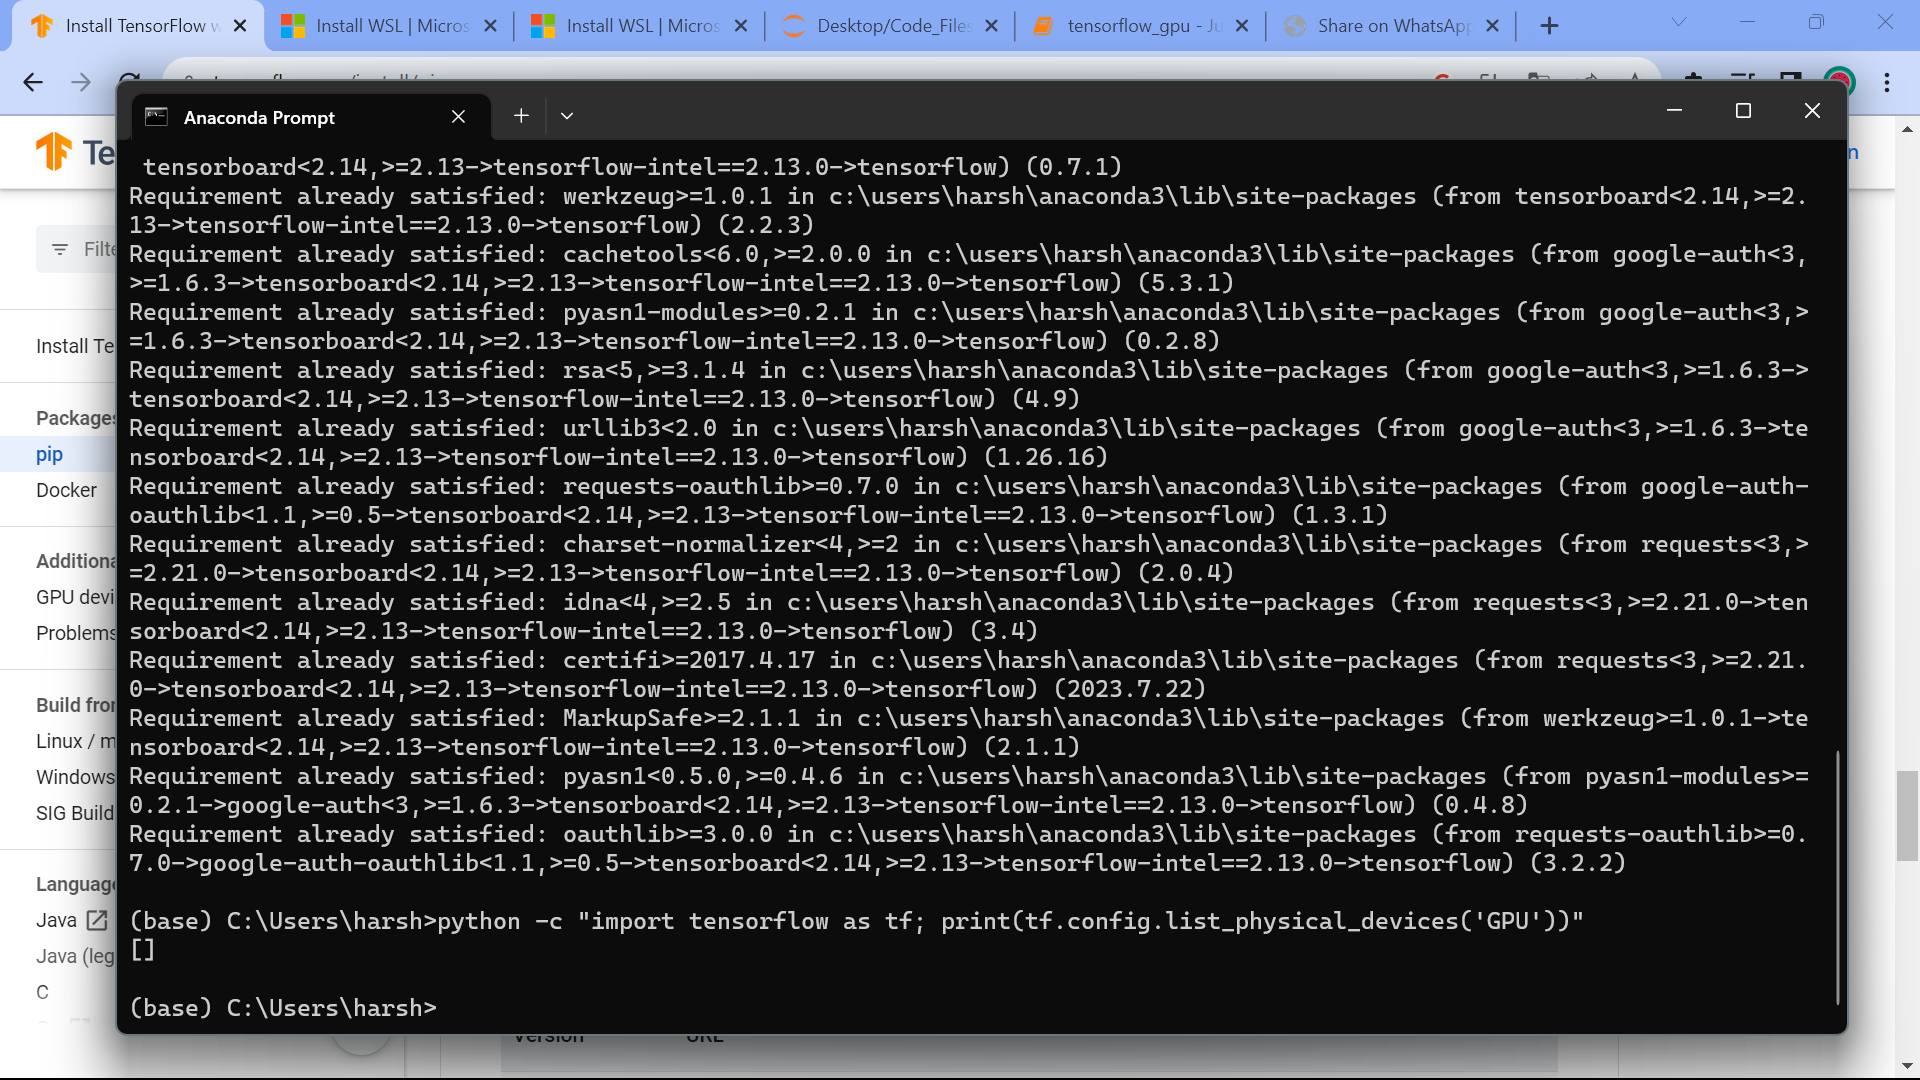 Install TensorFlow w
Install WSL | Micros
Install WSL | Micros
Desktop/Code_Files
tensorflow_gpu - Ju
Share on WhatsApp
Anaconda Prompt
Te
Filte
Install Te
Packages
pip
Docker
Additiona
GPU devi
Problems
Build fro
Linux / m
Windows
SIG Build
Language
Java
Java (leg
C
tensorboard<2.14,>=2.13->tensorflow-intel==2.13.0->tensorflow) (0.7.1)
Requirement already satisfied: werkzeug>=1.0.1 in c:\users\harsh\anaconda3\lib\site-packages (from tensorboard<2.14,>=2.
13->tensorflow-intel==2.13.0->tensorflow) (2.2.3)
Requirement already satisfied: cachetools<6.0,>=2.0.0 in c:\users\harsh\anaconda3\lib\site-packages (from google-auth<3,
>=1.6.3->tensorboard<2.14,>=2.13->tensorflow-intel==2.13.0->tensorflow) (5.3.1)
Requirement already satisfied: pyasn1-modules>=0.2.1 in c:\users\harsh\anaconda3\lib\site-packages (from google-auth<3,>
=1.6.3->tensorboard<2.14,>=2.13->tensorflow-intel==2.13.0->tensorflow) (0.2.8)
Requirement already satisfied: rsa<5,>=3.1.4 in c:\users\harsh\anaconda3\lib\site-packages (from google-auth<3,>=1.6.3->
tensorboard<2.14,>=2.13->tensorflow-intel==2.13.0->tensorflow) (4.9)
Requirement already satisfied: urllib3<2.0 in c:\users\harsh\anaconda3\lib\site-packages (from google-auth<3,>=1.6.3->te
nsorboard<2.14,>=2.13->tensorflow-intel==2.13.0->tensorflow) (1.26.16)
Requirement already satisfied: requests-oauthlib>=0.7.0 in c:\users\harsh\anaconda3\lib\site-packages (from google-auth-
oauthlib<1.1,>=0.5->tensorboard<2.14,>=2.13->tensorflow-intel==2.13.0->tensorflow) (1.3.1)
Requirement already satisfied: charset-normalizer<4,>=2 in c:\users\harsh\anaconda3\lib\site-packages (from requests<3,>
=2.21.0->tensorboard<2.14,>=2.13->tensorflow-intel==2.13.0->tensorflow) (2.0.4)
Requirement already satisfied: idna<4,>=2.5 in c:\users\harsh\anaconda3\lib\site-packages (from requests<3,>=2.21.0->ten
sorboard<2.14,>=2.13->tensorflow-intel==2.13.0->tensorflow) (3.4)
Requirement already satisfied: certifi>=2017.4.17 in c:\users\harsh\anaconda3\lib\site-packages (from requests<3,>=2.21.
0->tensorboard<2.14,>=2.13->tensorflow-intel==2.13.0->tensorflow) (2023.7.22)
Requirement already satisfied: MarkupSafe>=2.1.1 in c:\users\harsh\anaconda3\lib\site-packages (from werkzeug>=1.0.1->te
nsorboard<2.14,>=2.13->tensorflow-intel==2.13.0->tensorflow) (2.1.1)
Requirement already satisfied: pyasn1<0.5.0,>=0.4.6 in c:\users\harsh\anaconda3\lib\site-packages (from pyasn1-modules>=
0.2.1->google-auth<3,>=1.6.3->tensorboard<2.14,>=2.13->tensorflow-intel==2.13.0->tensorflow) (0.4.8)
Requirement already satisfied: oauthlib>=3.0.0 in c:\users\harsh\anaconda3\lib\site-packages (from requests-oauthlib>=0.
7.0->google-auth-oauthlib<1.1,>=0.5->tensorboard<2.14,>=2.13->tensorflow-intel==2.13.0->tensorflow) (3.2.2)
(base) C:\Users\harsh>python -c "import tensorflow as tf; print(tf.config.list_physical_devices('GPU'))"
[]
(base) C:\Users\harsh>
Version URL